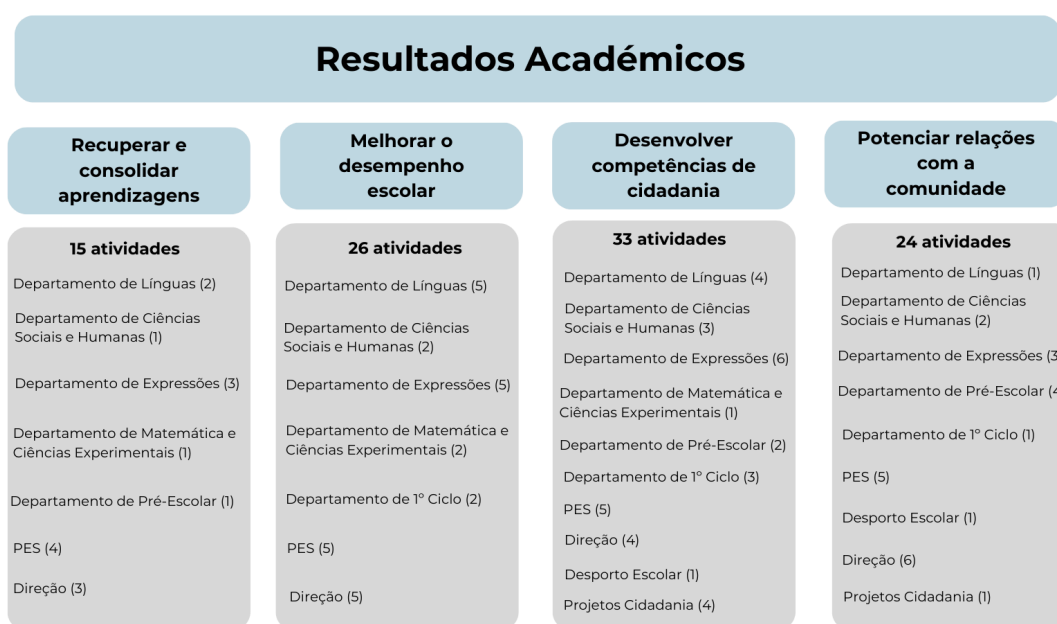 Resultados Académicos
Recuperar e
consolidar
aprendizagens
15 atividades
Departamento de Línguas (2)
Departamento de Ciências
Sociais e Humanas (1)
Departamento de Expressões (3)
Departamento de Matemática e
Ciências Experimentais (1)
Departamento de Pré-Escolar (1)
PES (4)
Direção (3)
Melhorar o
desempenho
escolar
26 atividades
Departamento de Línguas (5)
Departamento de Ciências
Sociais e Humanas (2)
Departamento de Expressões (5)
Departamento de Matemática e
Ciências Experimentais (2)
Departamento de 1º Ciclo (2)
PES (5)
Direção (5)
Desenvolver
competências de
cidadania
33 atividades
Departamento de Línguas (4)
Departamento de Ciências
Sociais e Humanas (3)
Departamento de Expressões (6)
Departamento de Matemática e
Ciências Experimentais (1)
Departamento de Pré-Escolar (2)
Departamento de 1º Ciclo (3)
PES (5)
Direção (4)
Desporto Escolar (1)
Projetos Cidadania (4)
Potenciar relações
com a
comunidade
24 atividades
Departamento de Línguas (1)
Departamento de Ciências
Sociais e Humanas (2)
Departamento de Expressões (3
Departamento de Pré-Escolar (4
Departamento de 1º Ciclo (1)
PES (5)
Desporto Escolar (1)
Direção (6)
Projetos Cidadania (1)